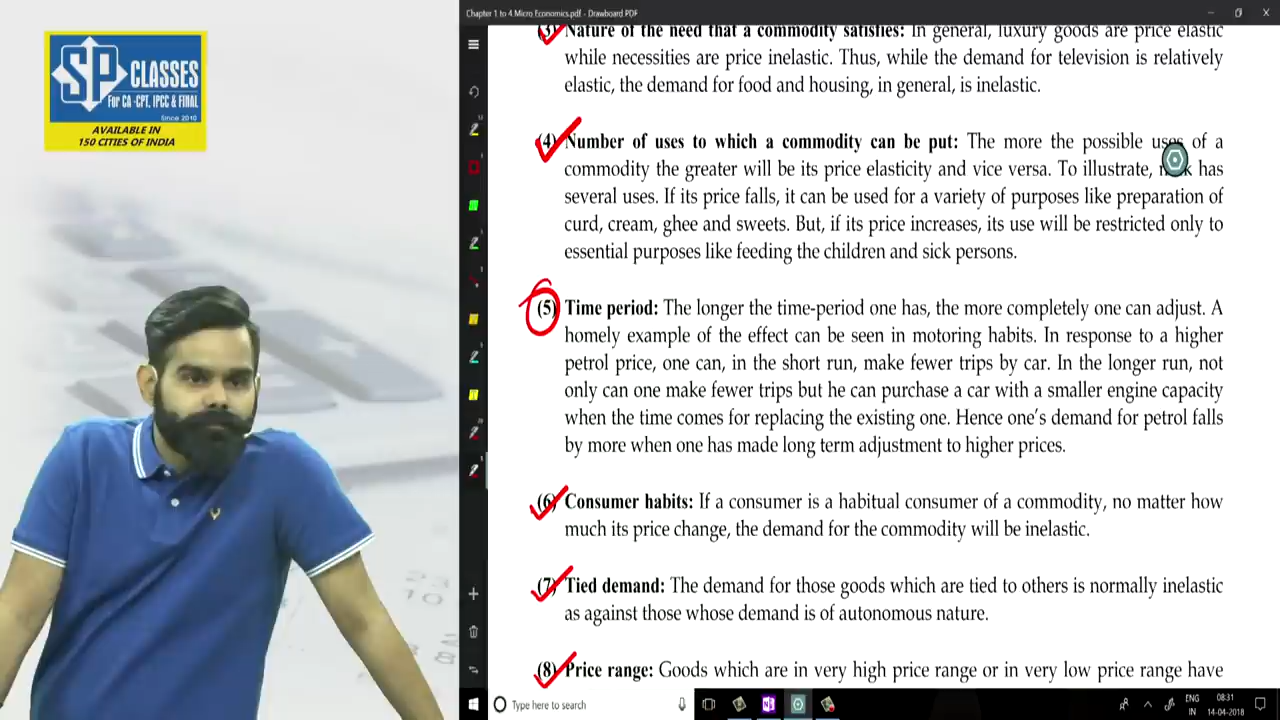 Chapter 1 to 4 Micro Economics.pdf - Drawboard PDF
SP CLASSES
For CA -CPT, IPCC & FINAL
Since 2010
AVAILABLE IN
150 CITIES OF INDIA
(3) Nature of the need that a commodity satisfies: In general, luxury goods are price elastic
while necessities are price inelastic. Thus, while the demand for television is relatively
elastic, the demand for food and housing, in general, is inelastic.
(4) Number of uses to which a commodity can be put: The more the possible uses of a
commodity the greater will be its price elasticity and vice versa. To illustrate, has
several uses. If its price falls, it can be used for a variety of purposes like preparation of
curd, cream, ghee and sweets. But, if its price increases, its use will be restricted only to
essential purposes like feeding the children and sick persons.
(5) Time period: The longer the time-period one has, the more completely one can adjust. A
homely example of the effect can be seen in motoring habits. In response to a higher
petrol price, one can, in the short run, make fewer trips by car. In the longer run, not
only can one make fewer trips but he can purchase a car with a smaller engine capacity
when the time comes for replacing the existing one. Hence one's demand for petrol falls
by more when one has made long term adjustment to higher prices.
(6) Consumer habits: If a consumer is a habitual consumer of a commodity, no matter how
much its price change, the demand for the commodity will be inelastic.
(7) Tied demand: The demand for those goods which are tied to others is normally inelastic
as against those whose demand is of autonomous nature.
(8) Price range: Goods which are in very high price range or in very low price range have
Type here to search
ENG
IN
08:31
14-04-2018